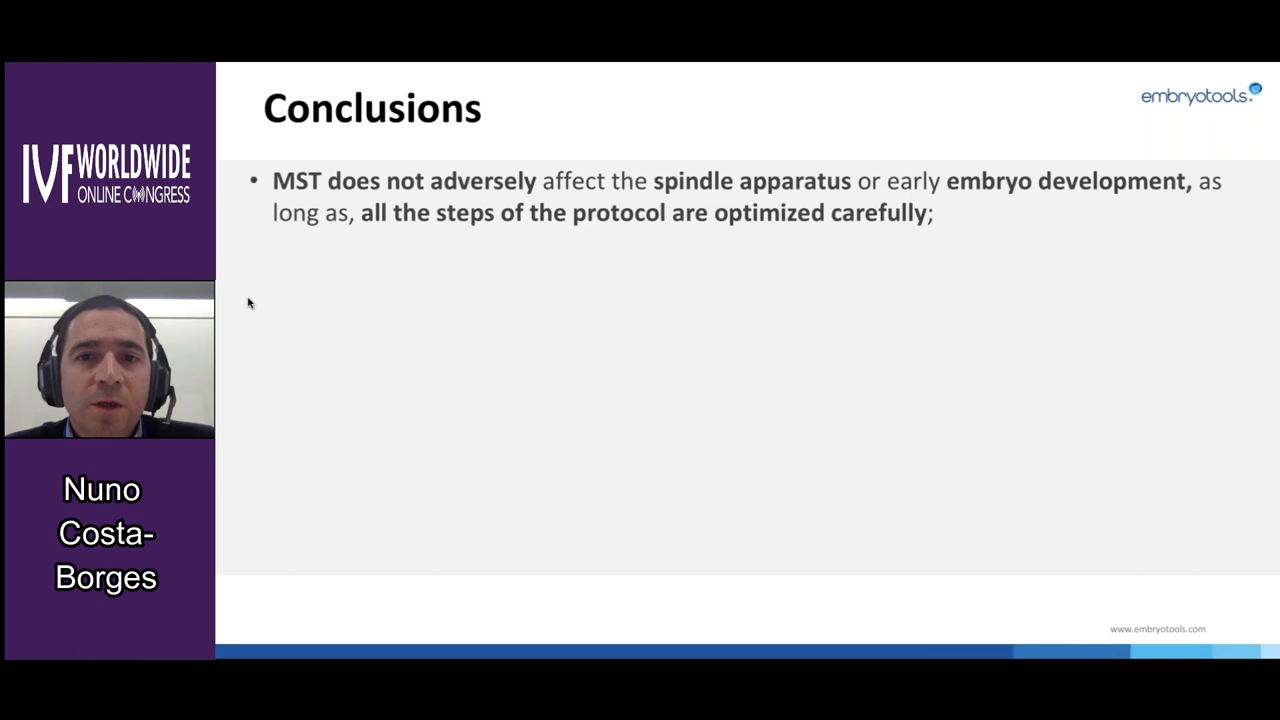 Conclusions
embryotools
IVF WORLDWIDE
ONLINE CONGRESS
• MST does not adversely affect the spindle apparatus or early embryo development, as
long as, all the steps of the protocol are optimized carefully;
Nuno
Costa-
Borges
www.embryotools.com